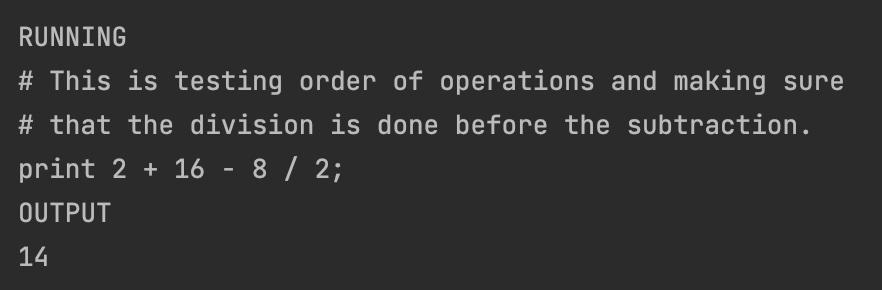 RUNNING
# This is testing order of operations and making sure
# that the division is done before the subtraction.
print 2 + 16 - 8 / 2;
OUTPUT
14